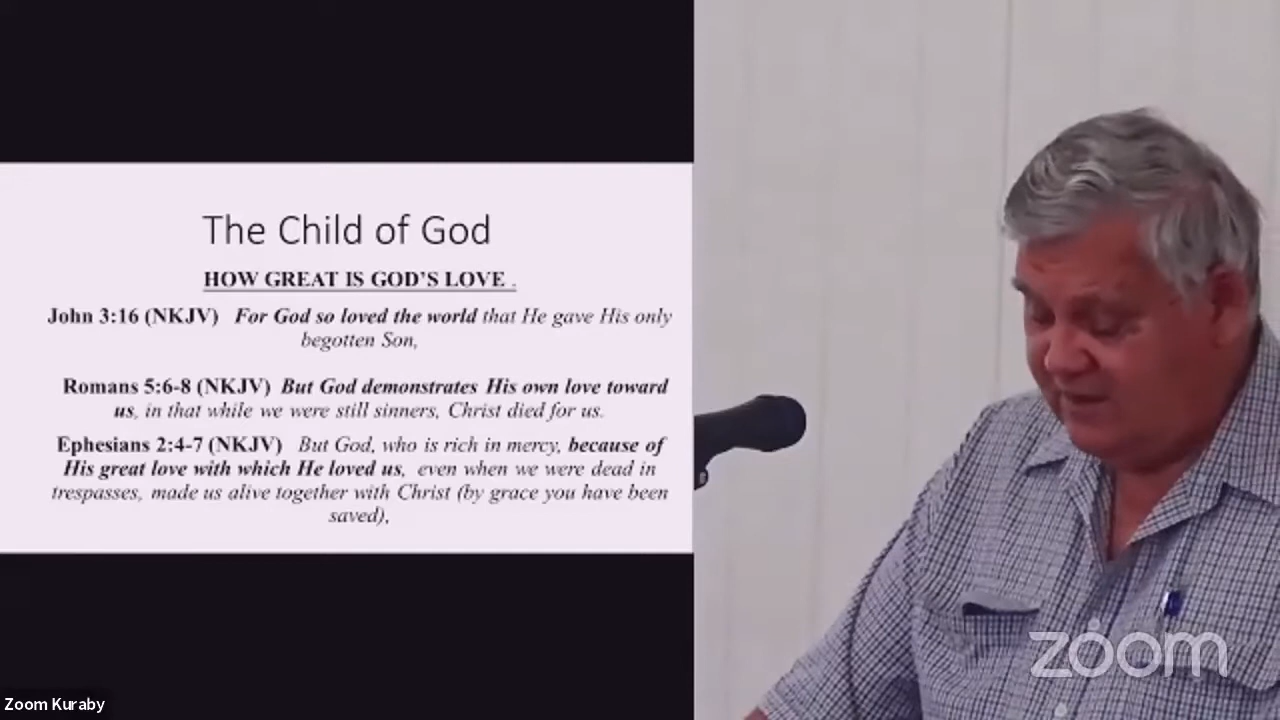 The Child of God
HOW GREAT IS GOD'S LOVE .
John 3:16 (NKJV) For God so loved the world that He gave His only
begotten Son,
Romans 5:6-8 (NKJV) But God demonstrates His own love toward
us, in that while we were still sinners, Christ died for us.
Ephesians 2:4-7 (NKJV) But God, who is rich in mercy, because of
His great love with which He loved us, even when we were dead in
trespasses, made us alive together with Christ (by grace you have been
saved),
zoom
Zoom Kuraby